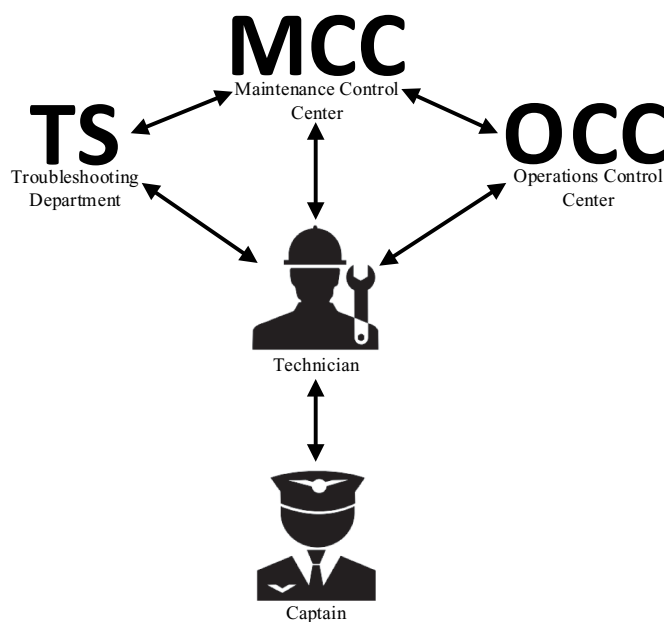 MCC
Maintenance Control
Center
TS
Troubleshooting
Department
OCC
Operations Control
Center
Technician
Captain